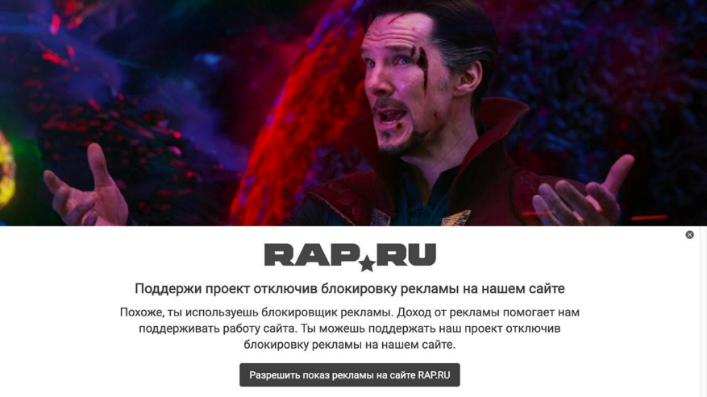 RAP★RU
Поддержи проект отключив блокировку рекламы на нашем сайте
Похоже, ты используешь блокировщик рекламы. Доход от рекламы помогает нам
поддерживать работу сайта. Ты можешь поддержать наш проект отключив
блокировку рекламы на нашем сайте.
Разрешить показ рекламы на сайте RAP.RU